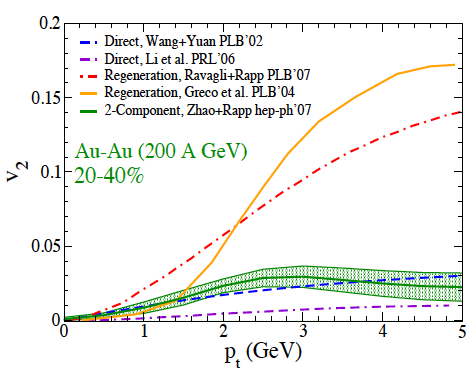 0.2
Direct, Wang+Yuan PLB'02
Direct, Li et al. PRL'06
Regeneration, Ravagli+Rapp PLB'07
Regeneration, Greco et al. PLB'04
2-Component, Zhao+Rapp hep-ph'07
0.15
Au-Au (200 A GeV)
20-40%
v2
0.1
0.05
0
0 1 2 3 4 5
pt (GeV)